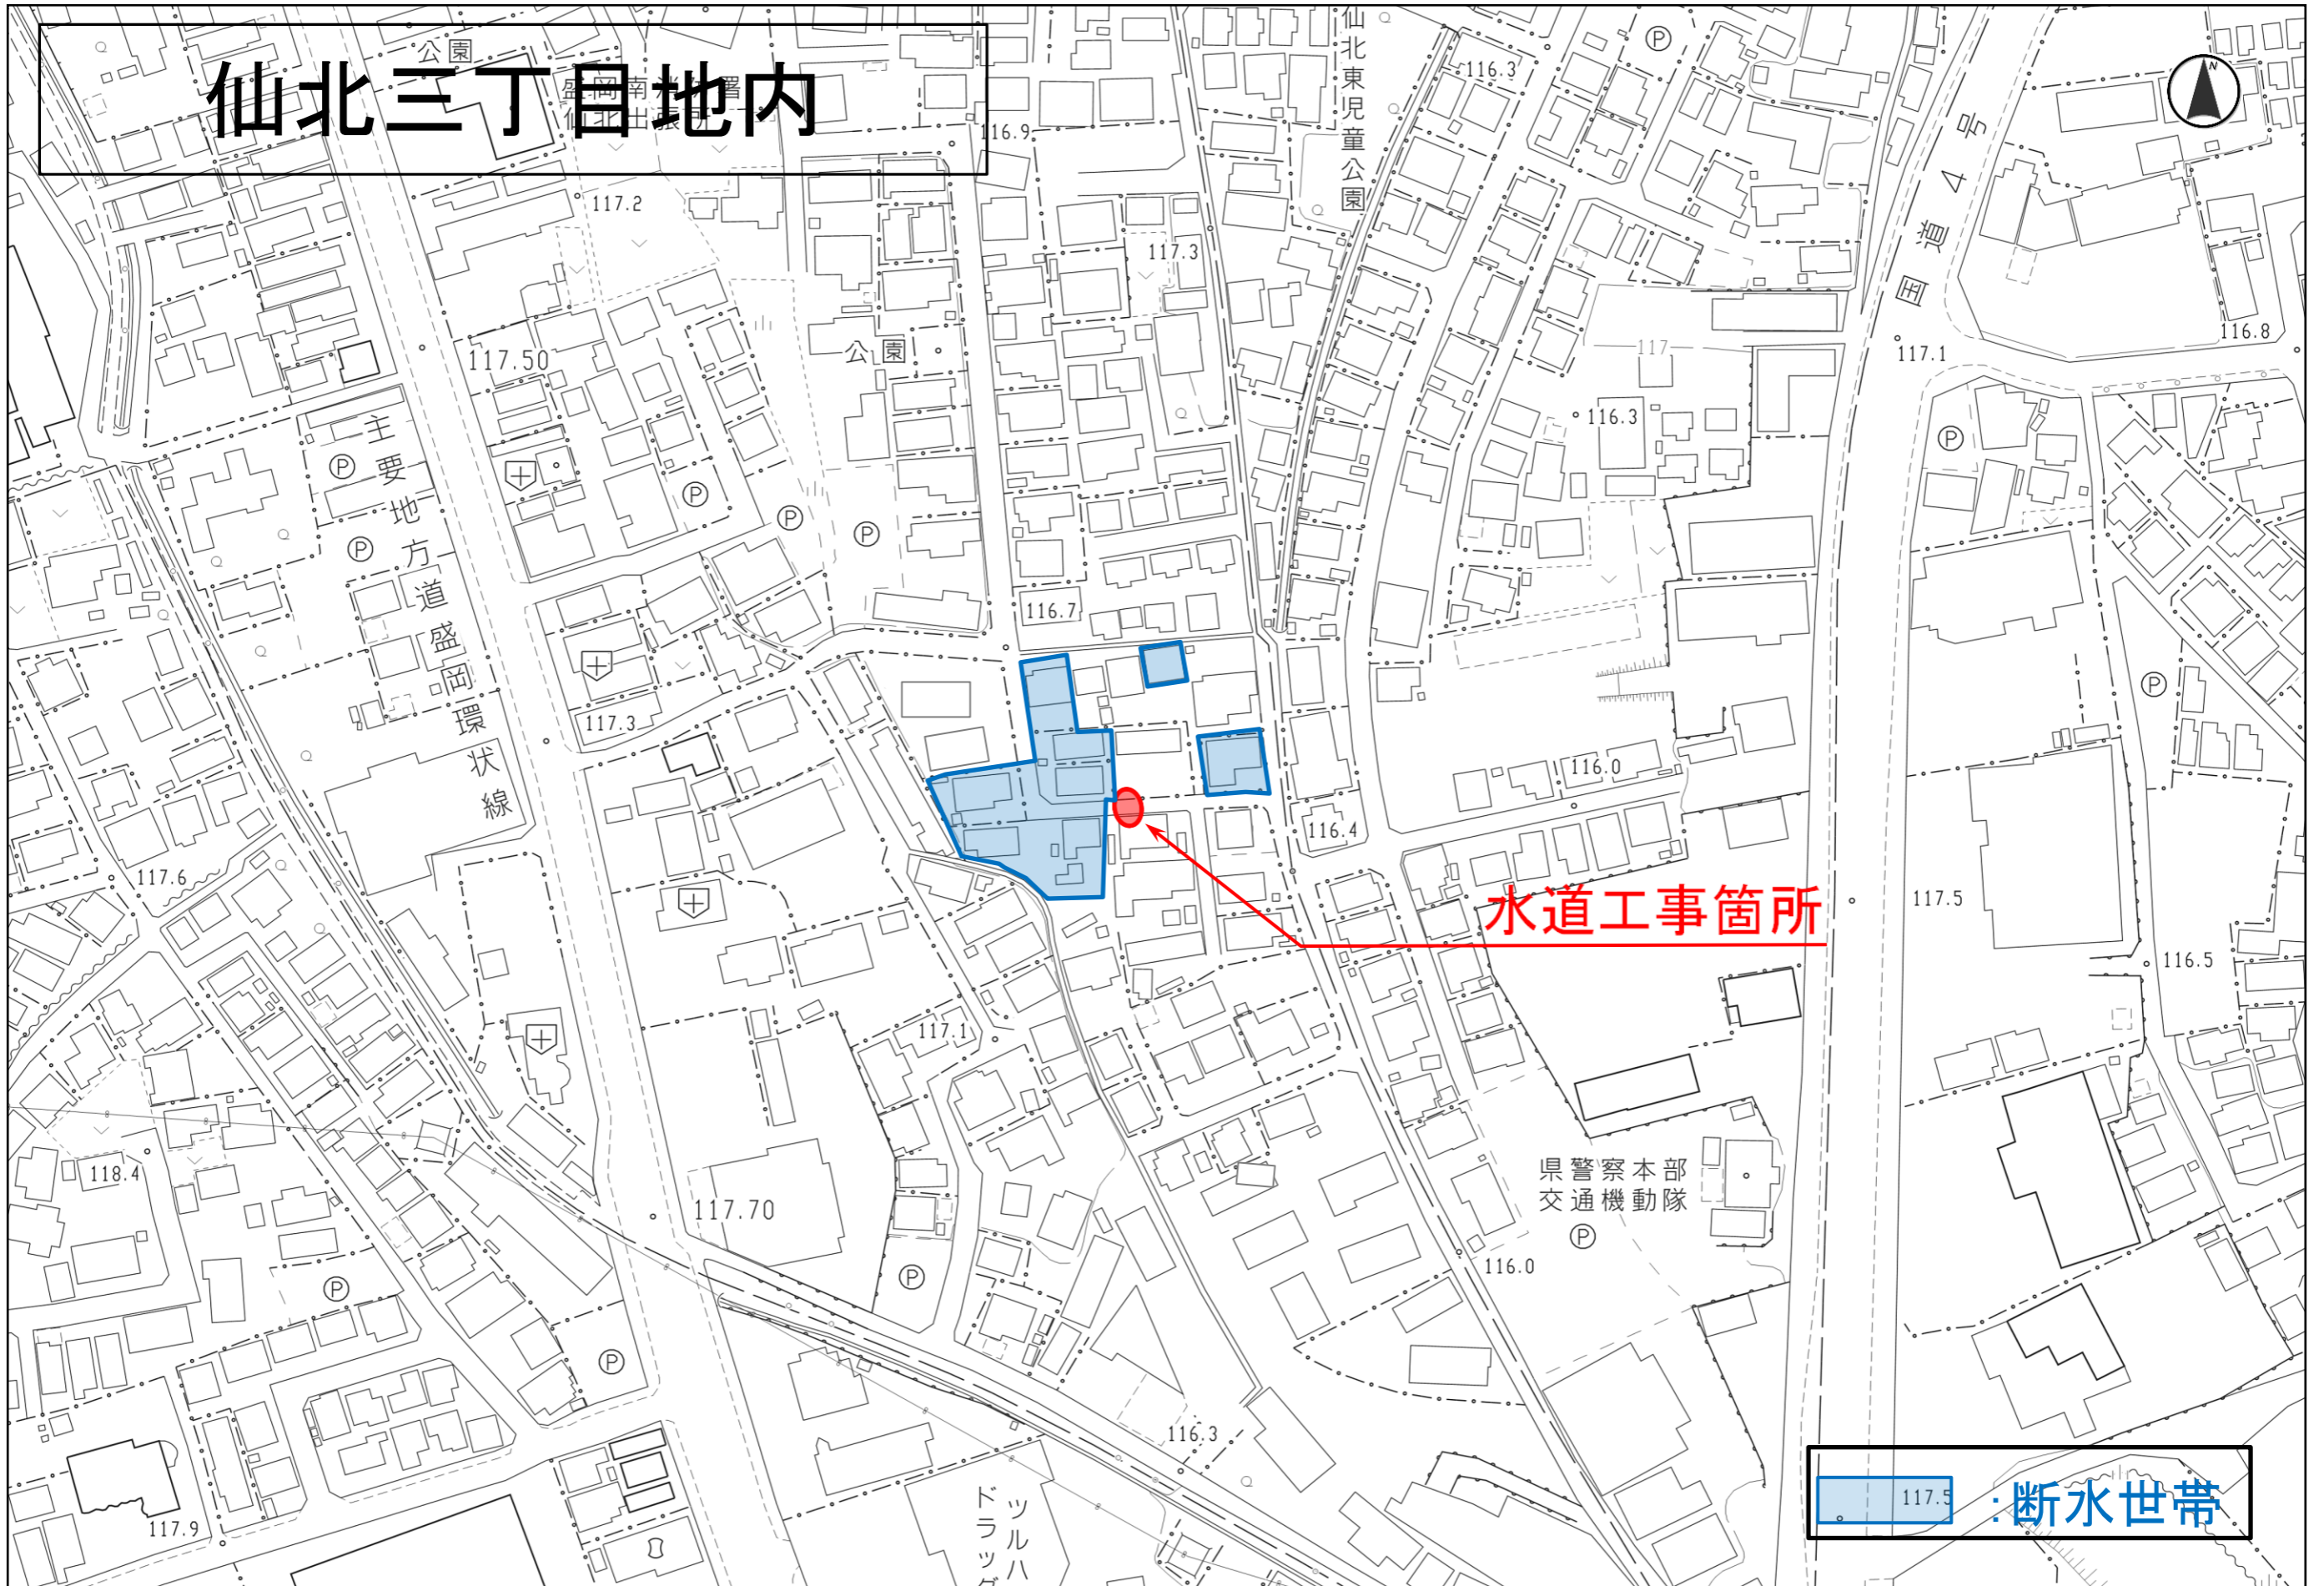 仙北三丁目地内
公園
盛岡南消防署
仙北出張所
仙北東児童公園
N
国道4号
116.3
116.9
117.2
117.3
117.50
公園
117
117.1
116.8
116.3
主要地方道盛岡環状線
P
P
P
P
P
P
P
116.7
117.3
P
116.0
116.4
117.6
水道工事箇所
117.5
116.5
117.1
県警察本部
交通機動隊
P
118.4
117.70
116.0
P
P
P
116.3
ツルハ
ドラッグ
117.9
117.5
:断水世帯